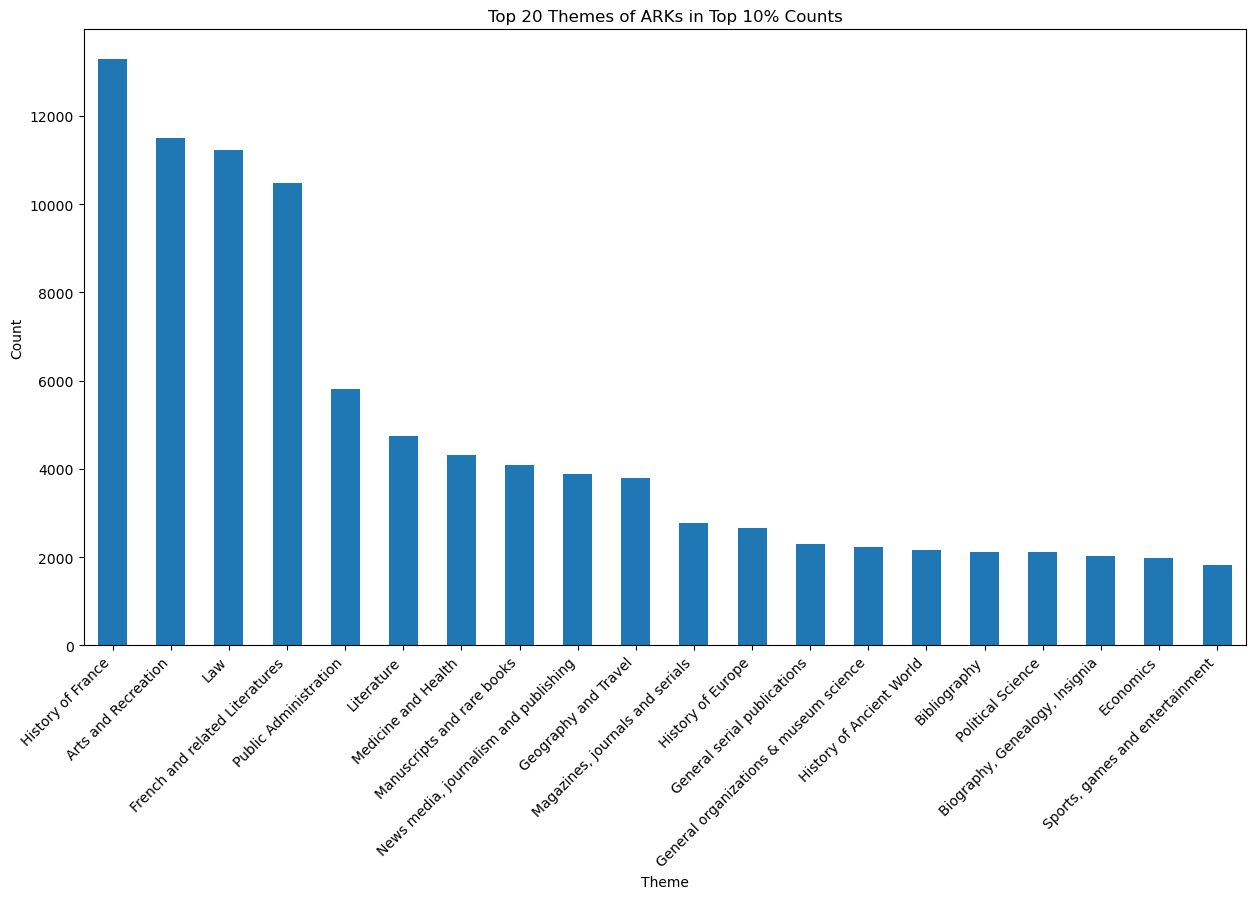 Top 20 Themes of ARKs in Top 10% Counts
Count
12000
10000
8000
6000
4000
2000
0
History of France
Arts and Recreation
Law
French and related Literatures
Public Administration
Literature
Medicine and Health
Manuscripts and rare books
News media, journalism and publishing
Geography and Travel
Magazines, journals and serials
History of Europe
General serial publications
General organizations & museum science
History of Ancient World
Bibliography
Political Science
Biography, Genealogy, Insignia
Economics
Sports, games and entertainment
Theme